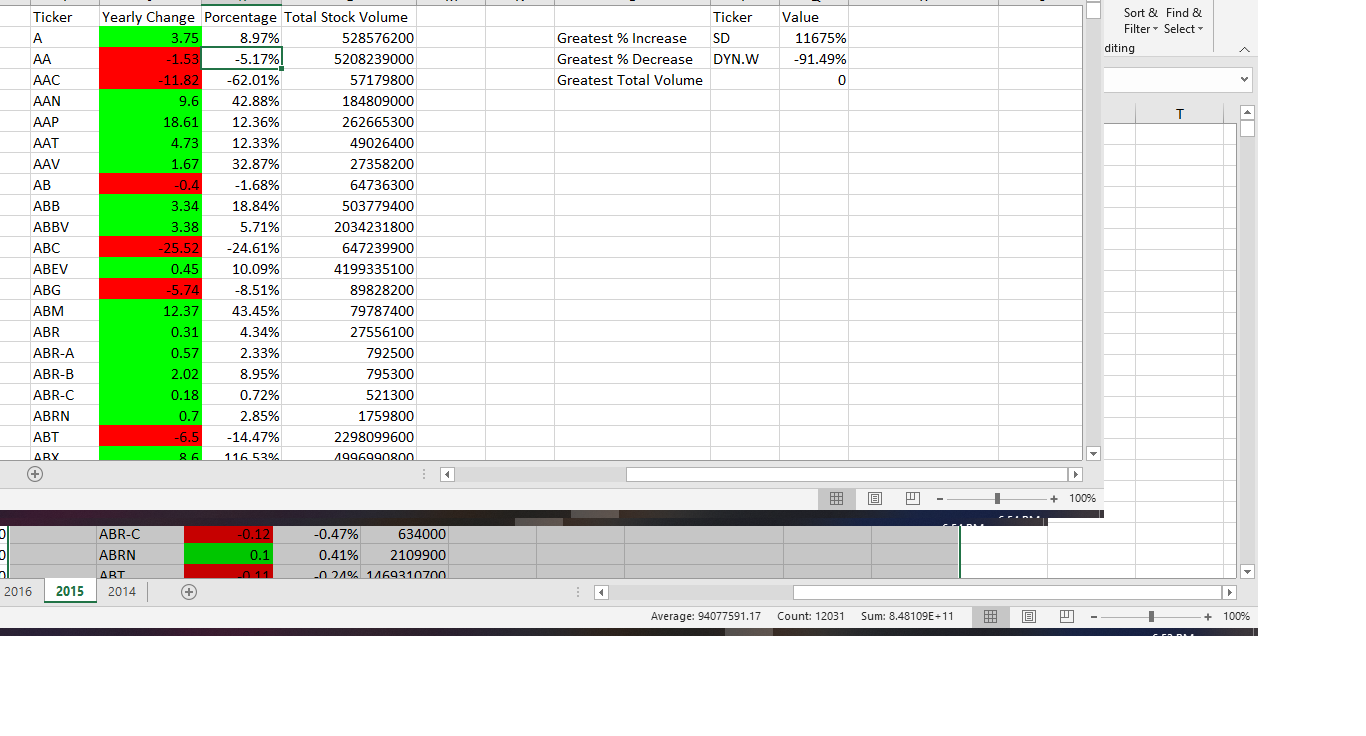 Ticker Yearly Change Porcentage Total Stock Volume Ticker Value
A 3.75 8.97% 528576200 Greatest % Increase SD 11675%
AA -1.53 -5.17% 5208239000 Greatest % Decrease DYN.W -91.49%
AAC -11.82 -62.01% 57179800 Greatest Total Volume 0
AAN 9.6 42.88% 184809000
AAP 18.61 12.36% 262665300
AAT 4.73 12.33% 49026400
AAV 1.67 32.87% 27358200
AB -0.4 -1.68% 64736300
ABB 3.34 18.84% 503779400
ABBV 3.38 5.71% 2034231800
ABC -25.52 -24.61% 647239900
ABEV 0.45 10.09% 4199335100
ABG -5.74 -8.51% 89828200
ABM 12.37 43.45% 79787400
ABR 0.31 4.34% 27556100
ABR-A 0.57 2.33% 792500
ABR-B 2.02 8.95% 795300
ABR-C 0.18 0.72% 521300
ABRN 0.7 2.85% 1759800
ABT -6.5 -14.47% 2298099600
ABX 8.6 116.53% 4996990800
Sort & Find &
Filter Select
diting
T
100%
0 ABR-C -0.12 -0.47% 634000
0 ABRN 0.1 0.41% 2109900
0 ABT -0.11 -0.24% 1469310700
2016 2015 2014
Average: 94077591.17 Count: 12031 Sum: 8.48109E+11 100%